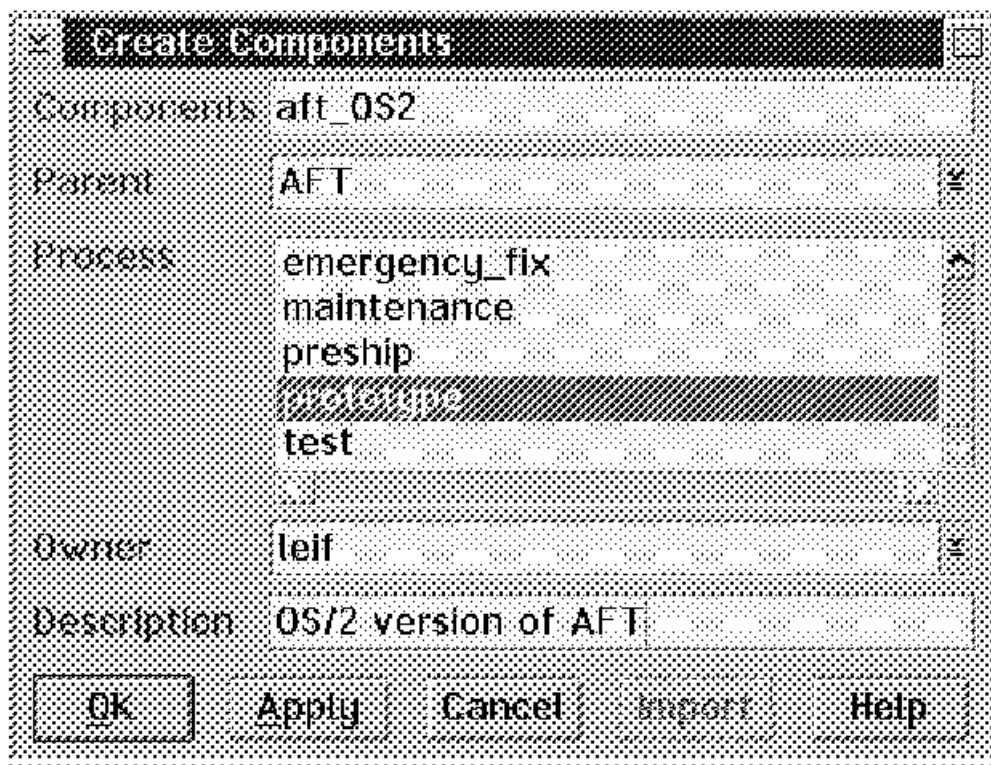 Create Components
Components aft_OS2
Parent AFT
Process emergency_fix
maintenance
preship
prototype
test
Owner leif
Description OS/2 version of AFT
OK Apply Cancel Import Help